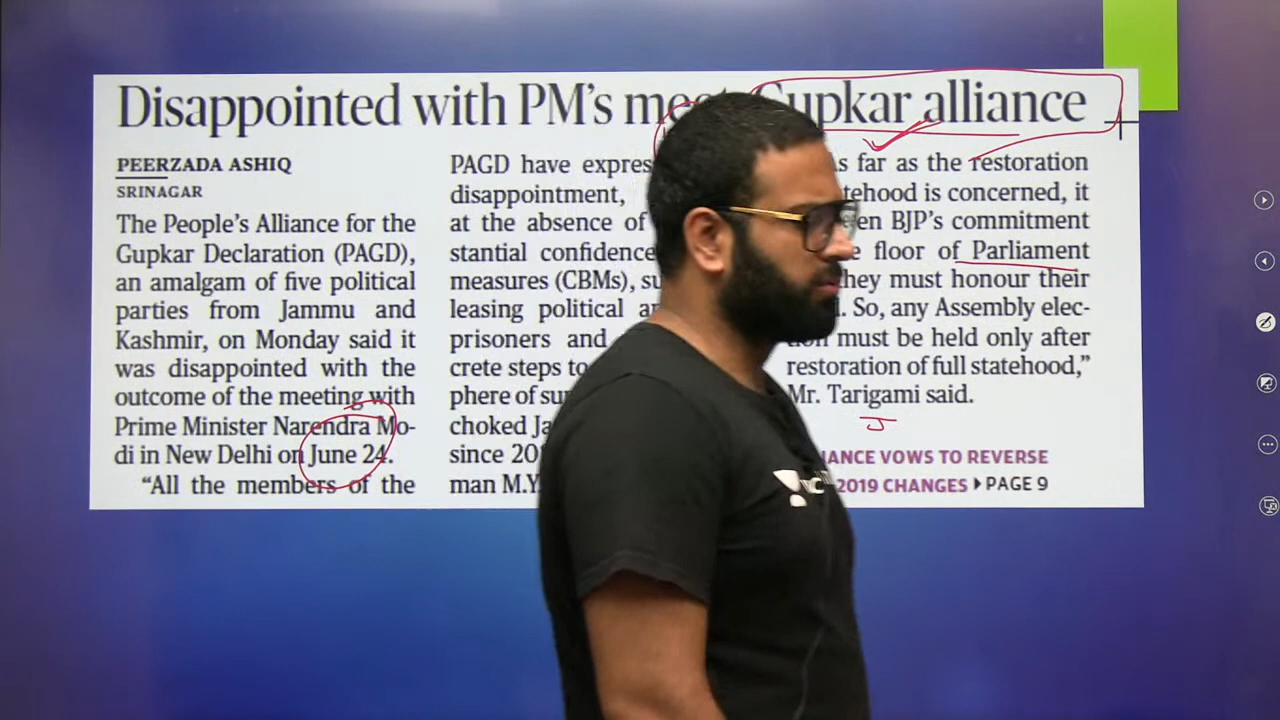 Disappointed with PM's Gupkar alliance
PEERZADA ASHIQ
SRINAGAR
The People's Alliance for the
Gupkar Declaration (PAGD),
an amalgam of five political
parties from Jammu and
Kashmir, on Monday said it
was disappointed with the
outcome of the meeting with
Prime Minister Narendra Mo-
di in New Delhi on June 24.
"All the members of the
PAGD have expres
disappointment,
at the absence of
stantial confidence
measures (CBMs), su
leasing political
prisoners and
crete steps to
phere of su
choked Ja
since 20
man M.Y.
s far as the restoration
tehood is concerned, it
en BJP's commitment
e floor of Parliament
they must honour their
So, any Assembly elec-
tion must be held only after
restoration of full statehood,"
Mr. Tarigami said.
J
IANCE VOWS TO REVERSE
2019 CHANGES PAGE 9